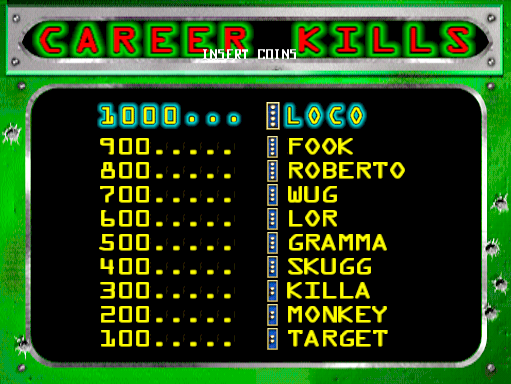 CAREER KILLS
INSERT COINS
1000... LOCO
900..... FOOK
800..... ROBERTO
700..... WUG
600..... LOR
500..... GRAMMA
400..... SKUGG
300..... KILLA
200..... MONKEY
100..... TARGET